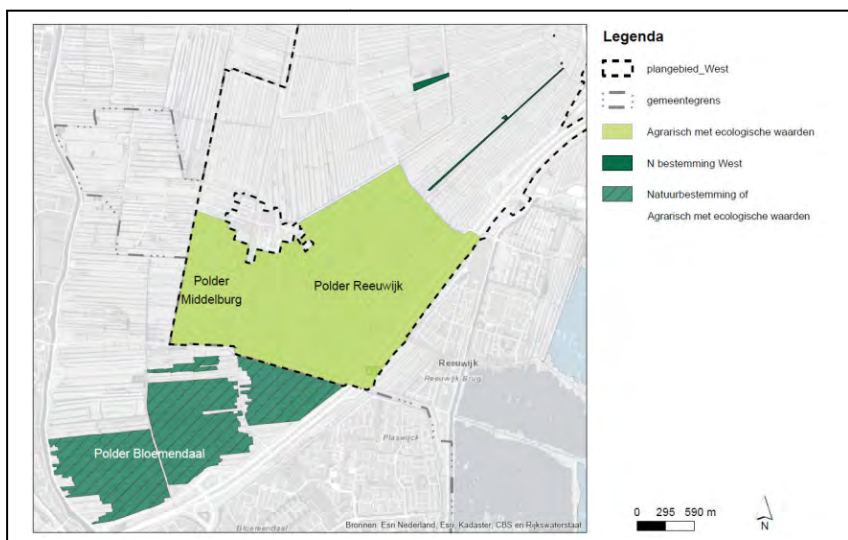 Legenda
plangebied_West
gemeentegrens
Agrarisch met ecologische waarden
N bestemming West
Natuurbestemming of
Agrarisch met ecologische waarden
Polder
Middelburg
Polder Reeuwijk
Reeuwijk
Reeuwijk Brug
Plaswijck
Polder Bloemendaal
Bloemendaal
Bronnen: Esri Nederland, Esri, Kadaster, CBS en Rijkswaterstaat
0 295 590 m
N